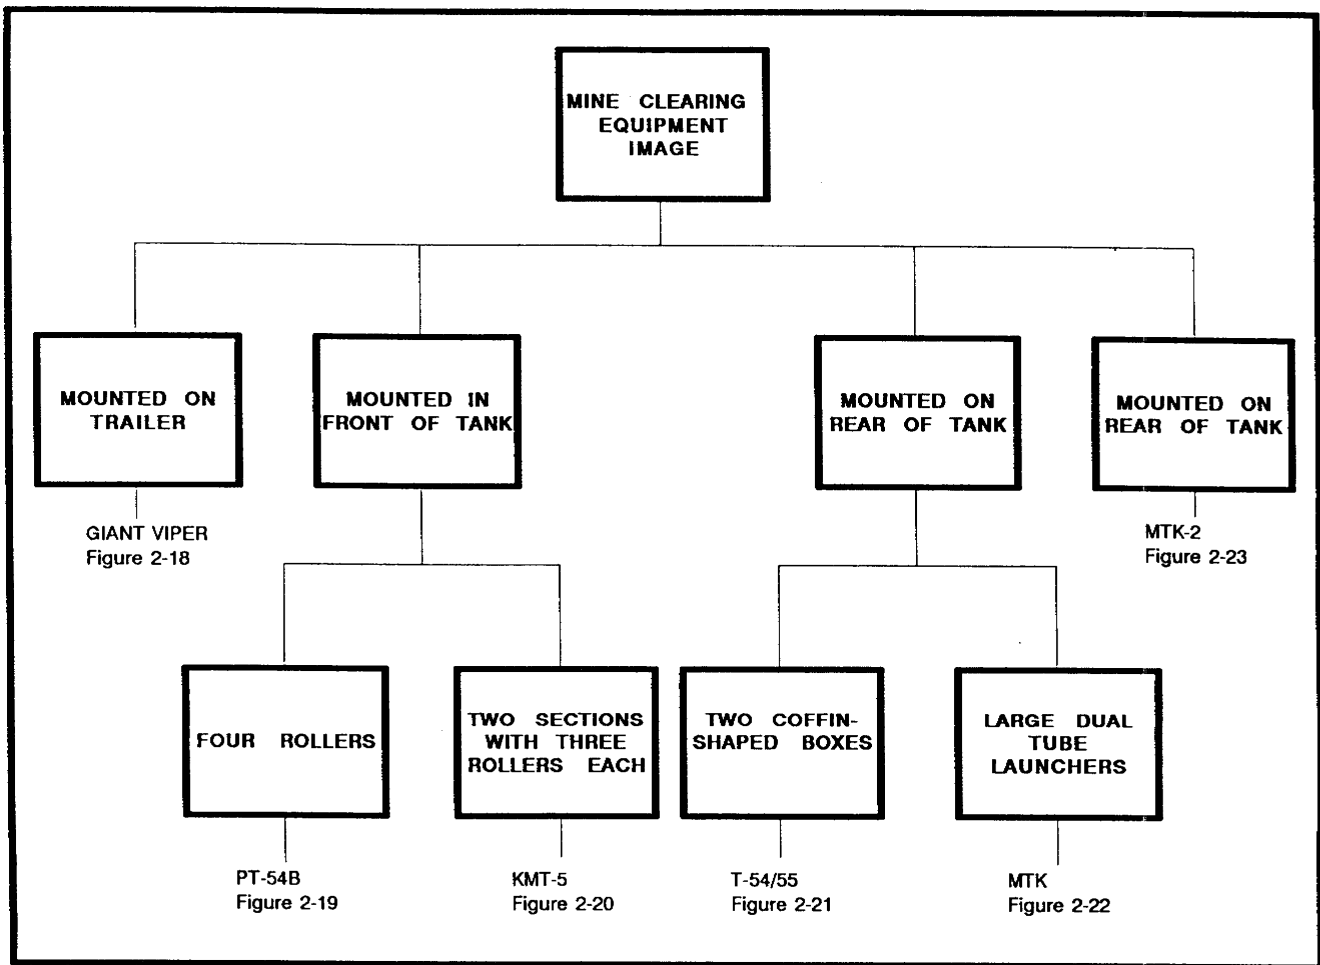 MINE CLEARING
EQUIPMENT
IMAGE
MOUNTED ON
TRAILER
MOUNTED IN
FRONT OF TANK
MOUNTED ON
REAR OF TANK
MOUNTED ON
REAR OF TANK
GIANT VIPER
Figure 2-18
MTK-2
Figure 2-23
FOUR ROLLERS
TWO SECTIONS
WITH THREE
ROLLERS EACH
TWO COFFIN-
SHAPED BOXES
LARGE DUAL
TUBE
LAUNCHERS
PT-54B
Figure 2-19
KMT-5
Figure 2-20
T-54/55
Figure 2-21
MTK
Figure 2-22